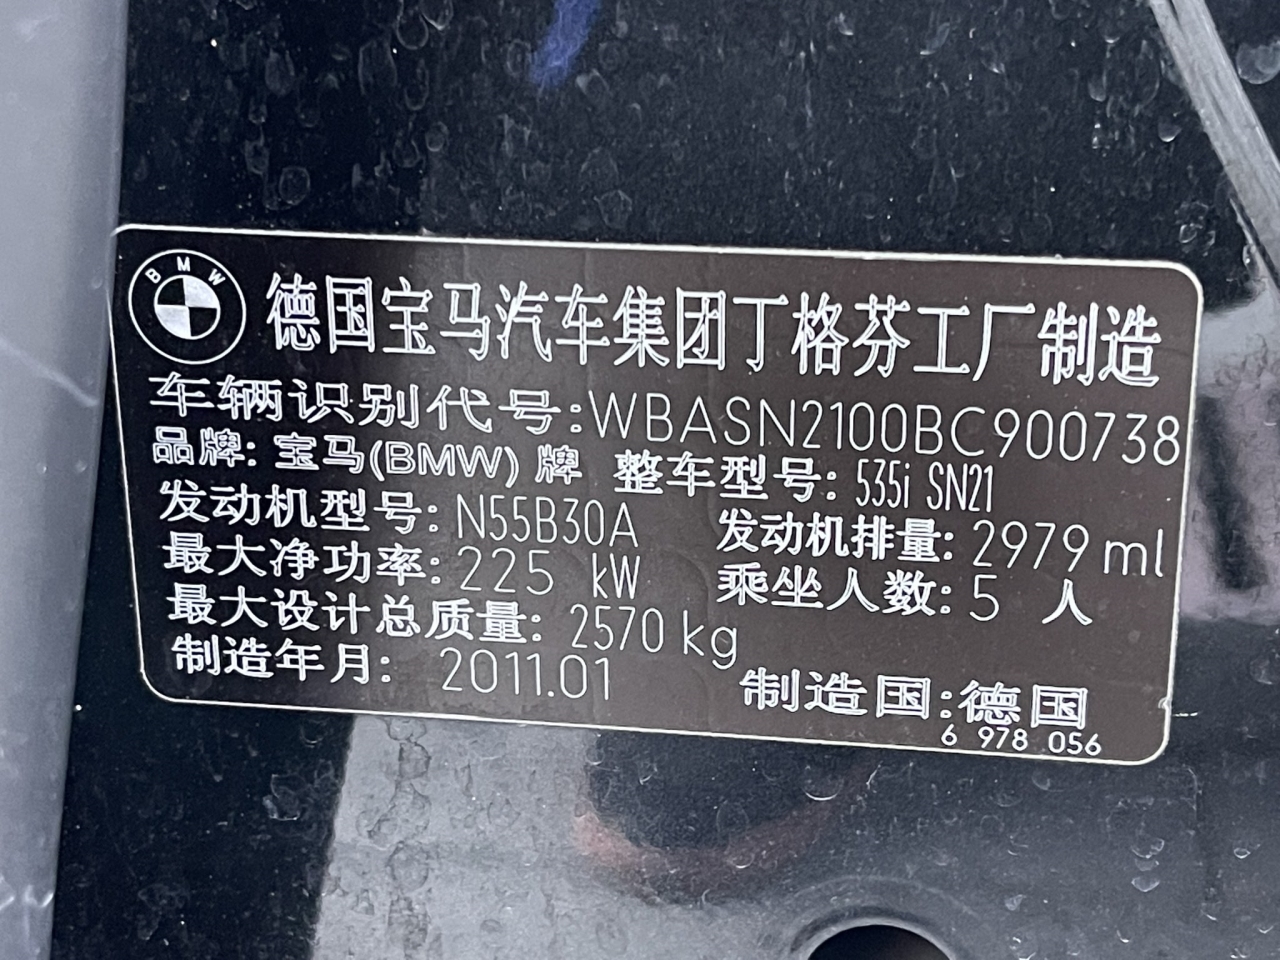 BMW
德国宝马汽车集团丁格芬工厂制造
车辆识别代号:WBASN2100BC900738
品牌: 宝马(BMW) 牌 整车型号: 535i SN21
发动机型号: N55B30A 发动机排量: 2979 ml
最大净功率: 225 kW 乘坐人数: 5 人
最大设计总质量: 2570 kg
制造年月: 2011.01 制造国: 德国
6 978 056